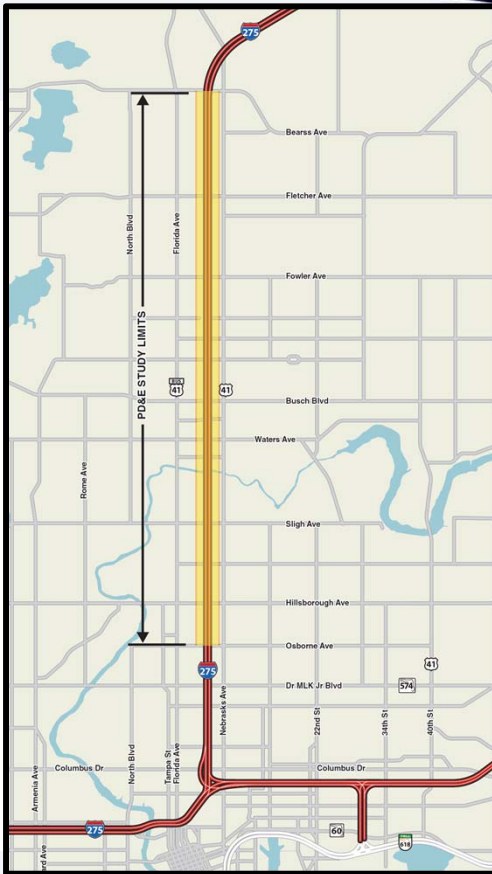 275
Bearss Ave
Fletcher Ave
North Blvd
Florida Ave
Fowler Ave
PD&E STUDY LIMITS
BUS
41
41
Busch Blvd
Waters Ave
Rome Ave
Sligh Ave
Hillsborough Ave
Osborne Ave
275
41
Dr MLK Jr Blvd
574
Nebraska Ave
22nd St
34th St
40th St
North Blvd
Tampa St
Florida Ave
Columbus Dr
Columbus Dr
Armenia Ave
275
60
618
ard Ave